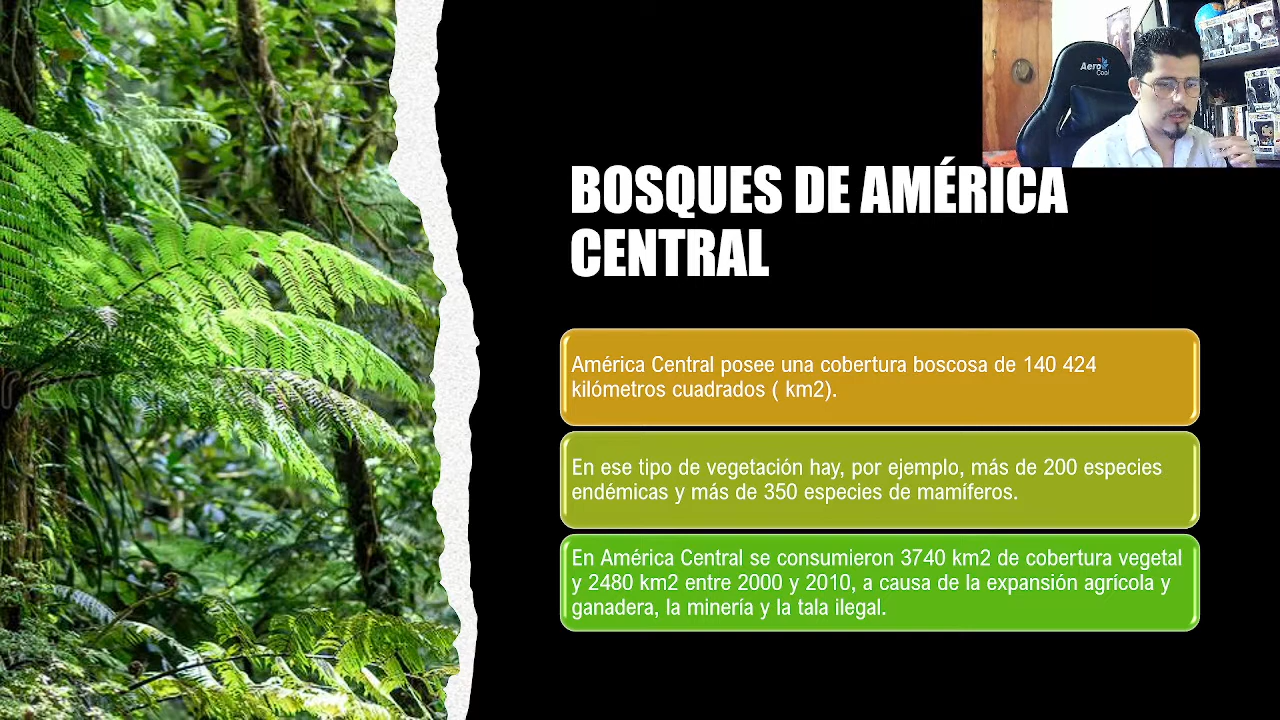 BOSQUES DE AMÉRICA
CENTRAL
América Central posee una cobertura boscosa de 140 424
kilómetros cuadrados ( km2).
En ese tipo de vegetación hay, por ejemplo, más de 200 especies
endémicas y más de 350 especies de mamíferos.
En América Central se consumieron 3740 km2 de cobertura vegetal
y 2480 km2 entre 2000 y 2010, a causa de la expansión agrícola y
ganadera, la minería y la tala ilegal.